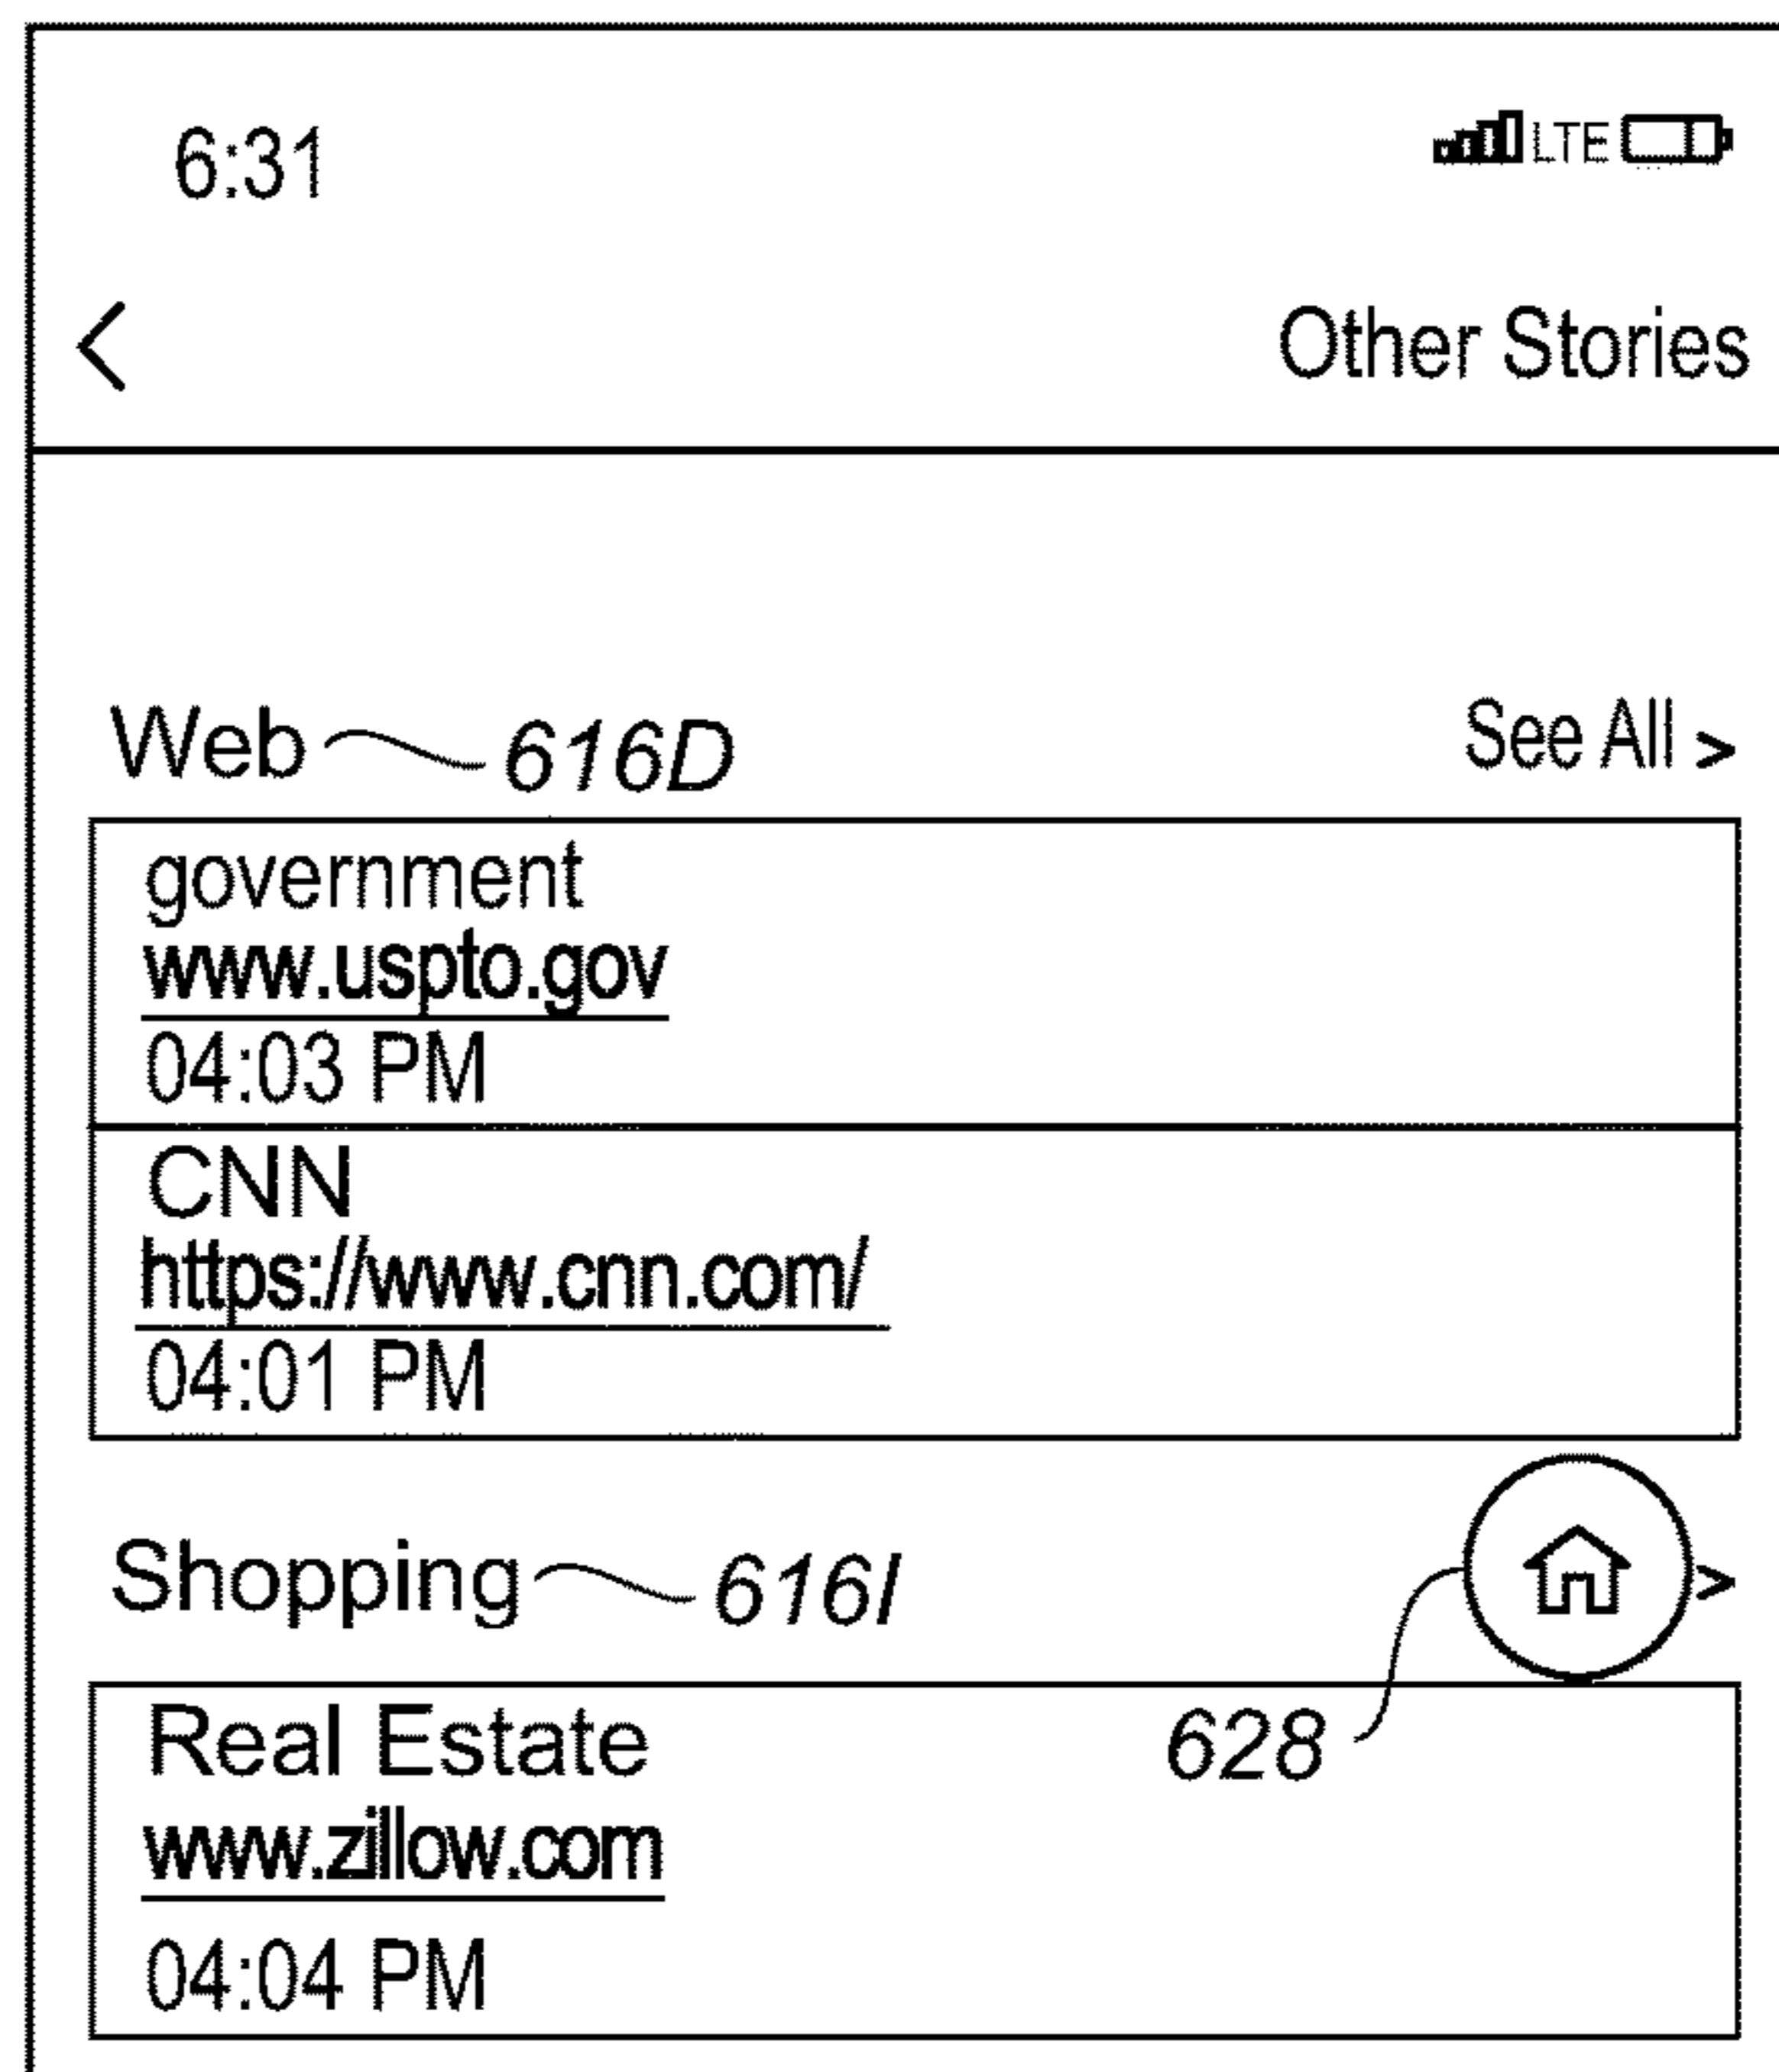 6:31 LTE
< Other Stories
Web 616D See All >
government
www.uspto.gov
04:03 PM
CNN
https://www.cnn.com/
04:01 PM
Shopping 616I >
Real Estate 628
www.zillow.com
04:04 PM